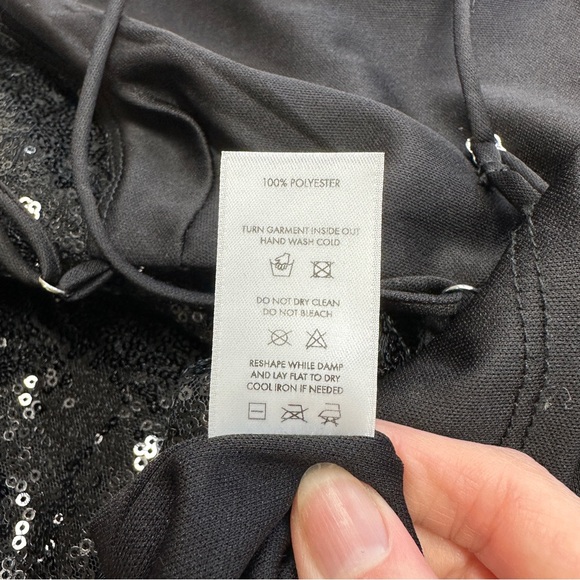 100% POLYESTER
TURN GARMENT INSIDE OUT
HAND WASH COLD
DO NOT DRY CLEAN
DO NOT BLEACH
RESHAPE WHILE DAMP
AND LAY FLAT TO DRY
COOL IRON IF NEEDED